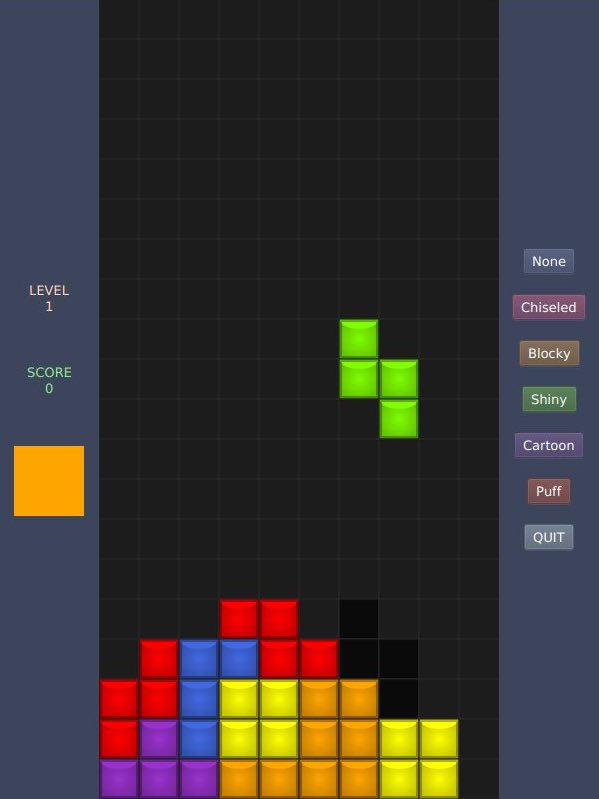 LEVEL
1
SCORE
0
None
Chiseled
Blocky
Shiny
Cartoon
Puff
QUIT